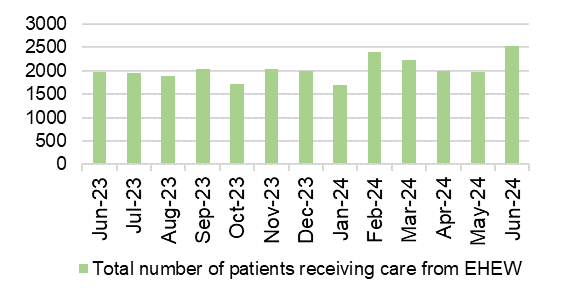 3000
2500
2000
1500
1000
500
0
Jun-23
Jul-23
Aug-23
Sep-23
Oct-23
Nov-23
Dec-23
Jan-24
Feb-24
Mar-24
Apr-24
May-24
Jun-24
Total number of patients receiving care from EHEW